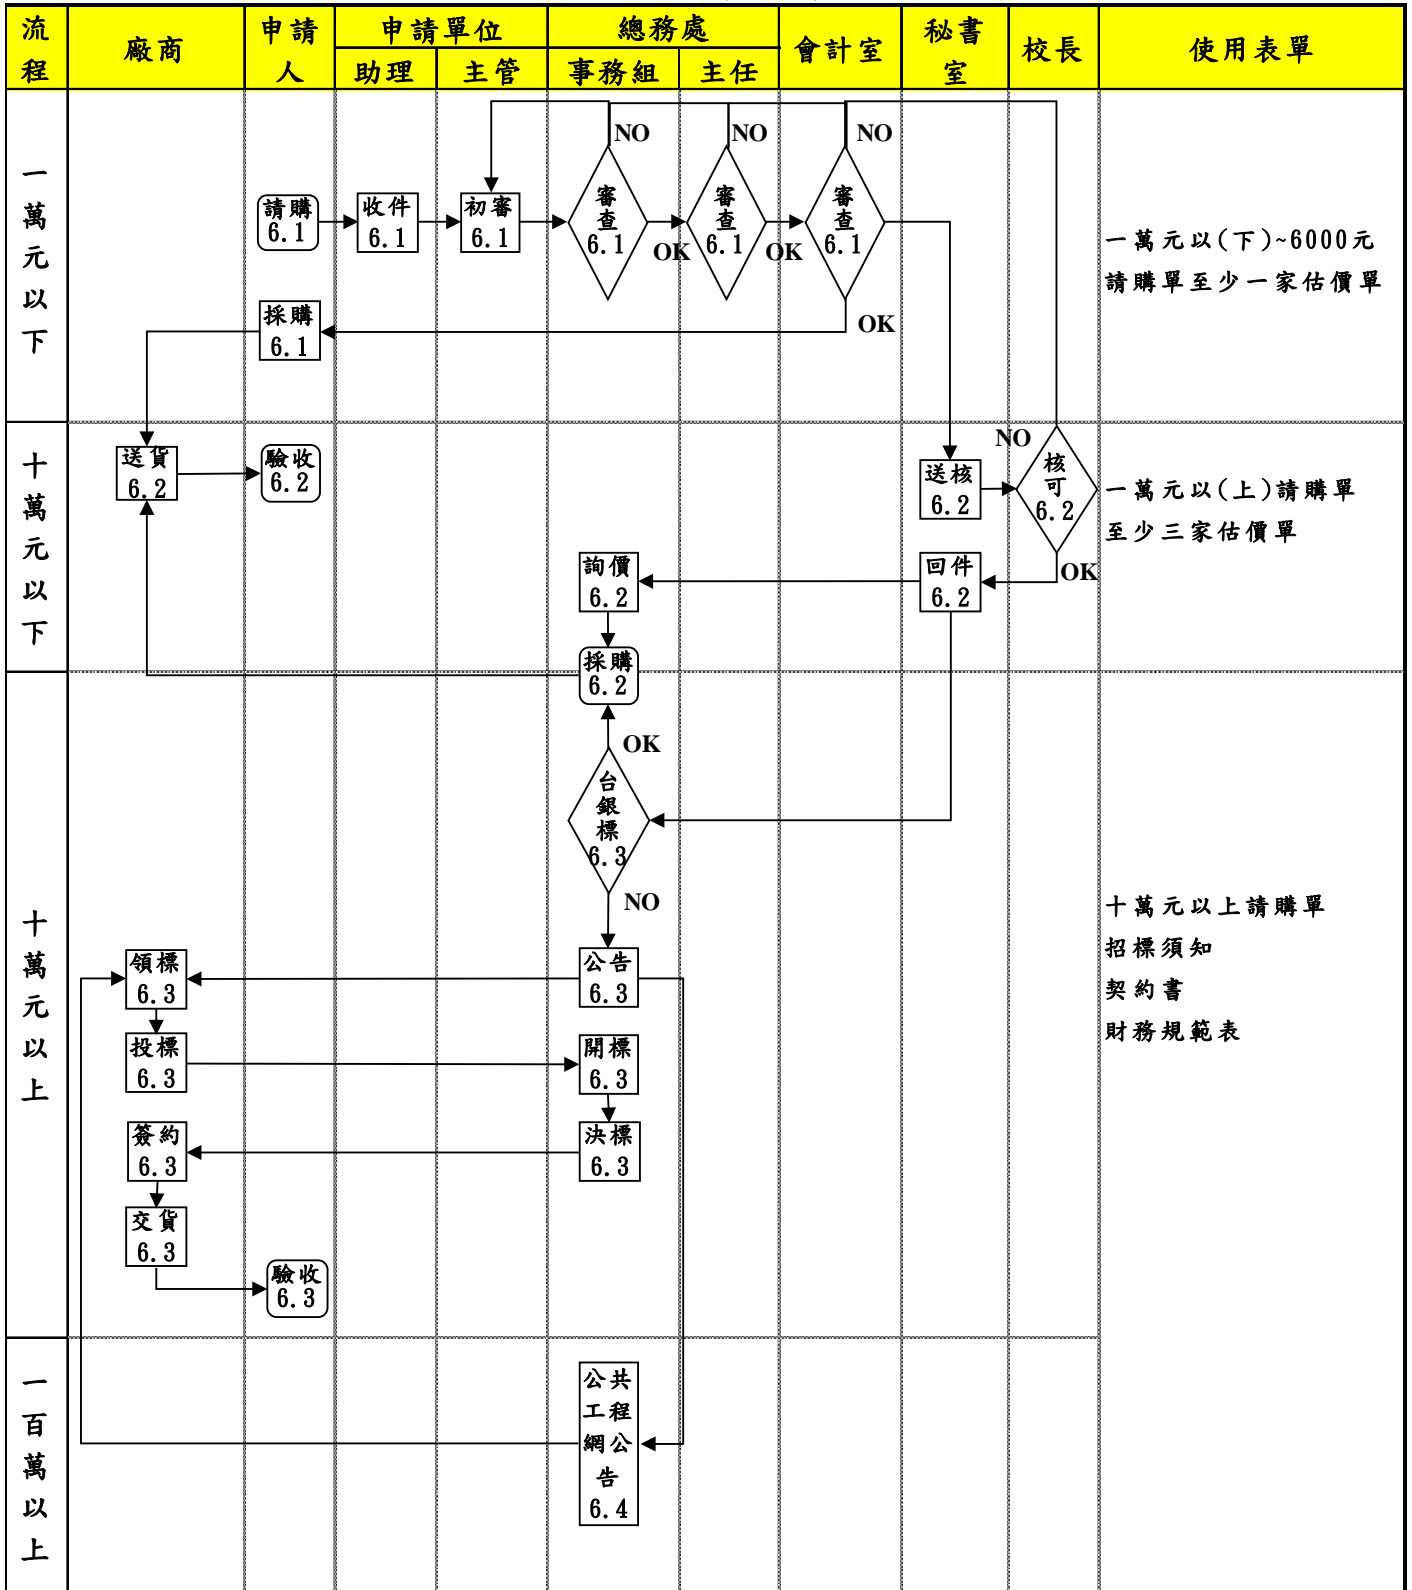 流程
廠商
申請人
申請單位
助理
主管
總務處
事務組
主任
會計室
秘書室
校長
使用表單
一萬元以下
NO
NO
NO
請購
6.1
收件
6.1
初審
6.1
審查
6.1
OK
審查
6.1
OK
審查
6.1
一萬元以(下)~6000元
請購單至少一家估價單
採購
6.1
OK
十萬元以下
送貨
6.2
驗收
6.2
送核
6.2
NO
核可
6.2
一萬元以(上)請購單
至少三家估價單
詢價
6.2
回件
6.2
OK
採購
6.2
十萬元以上
OK
台銀標
6.3
NO
領標
6.3
公告
6.3
十萬元以上請購單
招標須知
契約書
財務規範表
投標
6.3
開標
6.3
簽約
6.3
決標
6.3
交貨
6.3
驗收
6.3
一百萬以上
公共
工程
網公
告
6.4